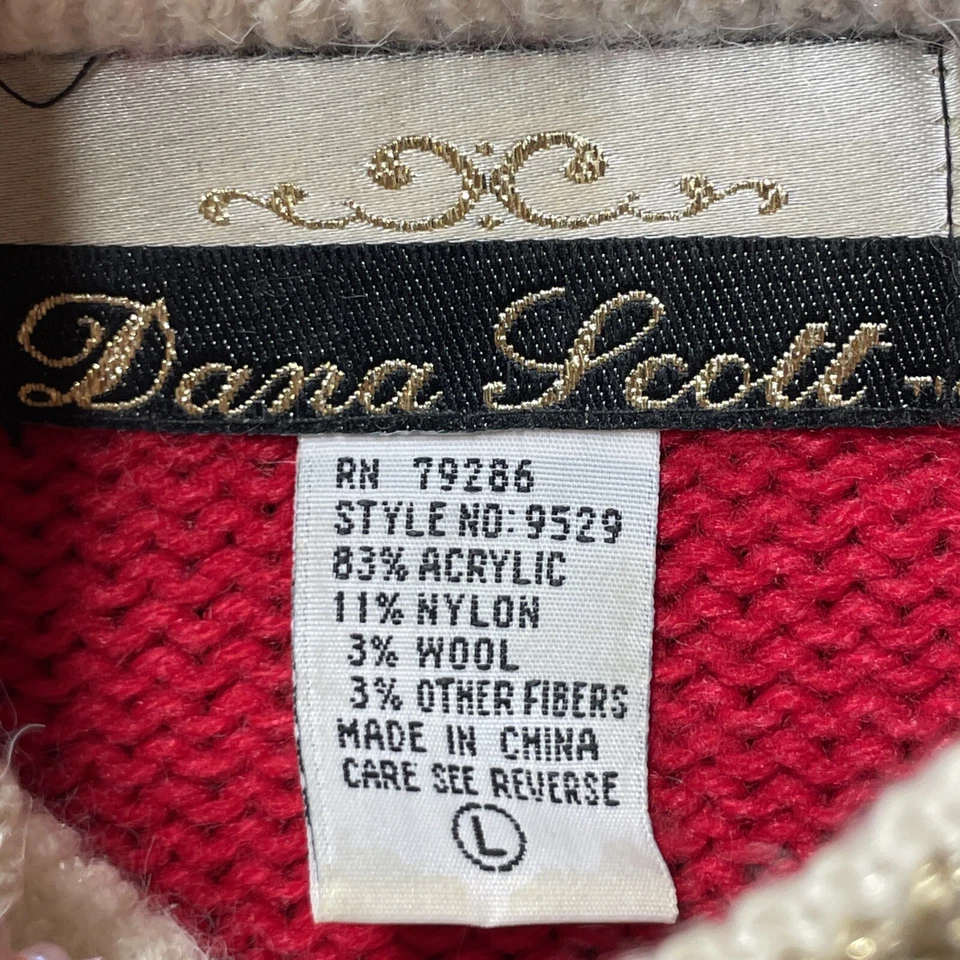 Dana Scott ™
RN 79286
STYLE NO: 9529
83% ACRYLIC
11% NYLON
3% WOOL
3% OTHER FIBERS
MADE IN CHINA
CARE SEE REVERSE
L